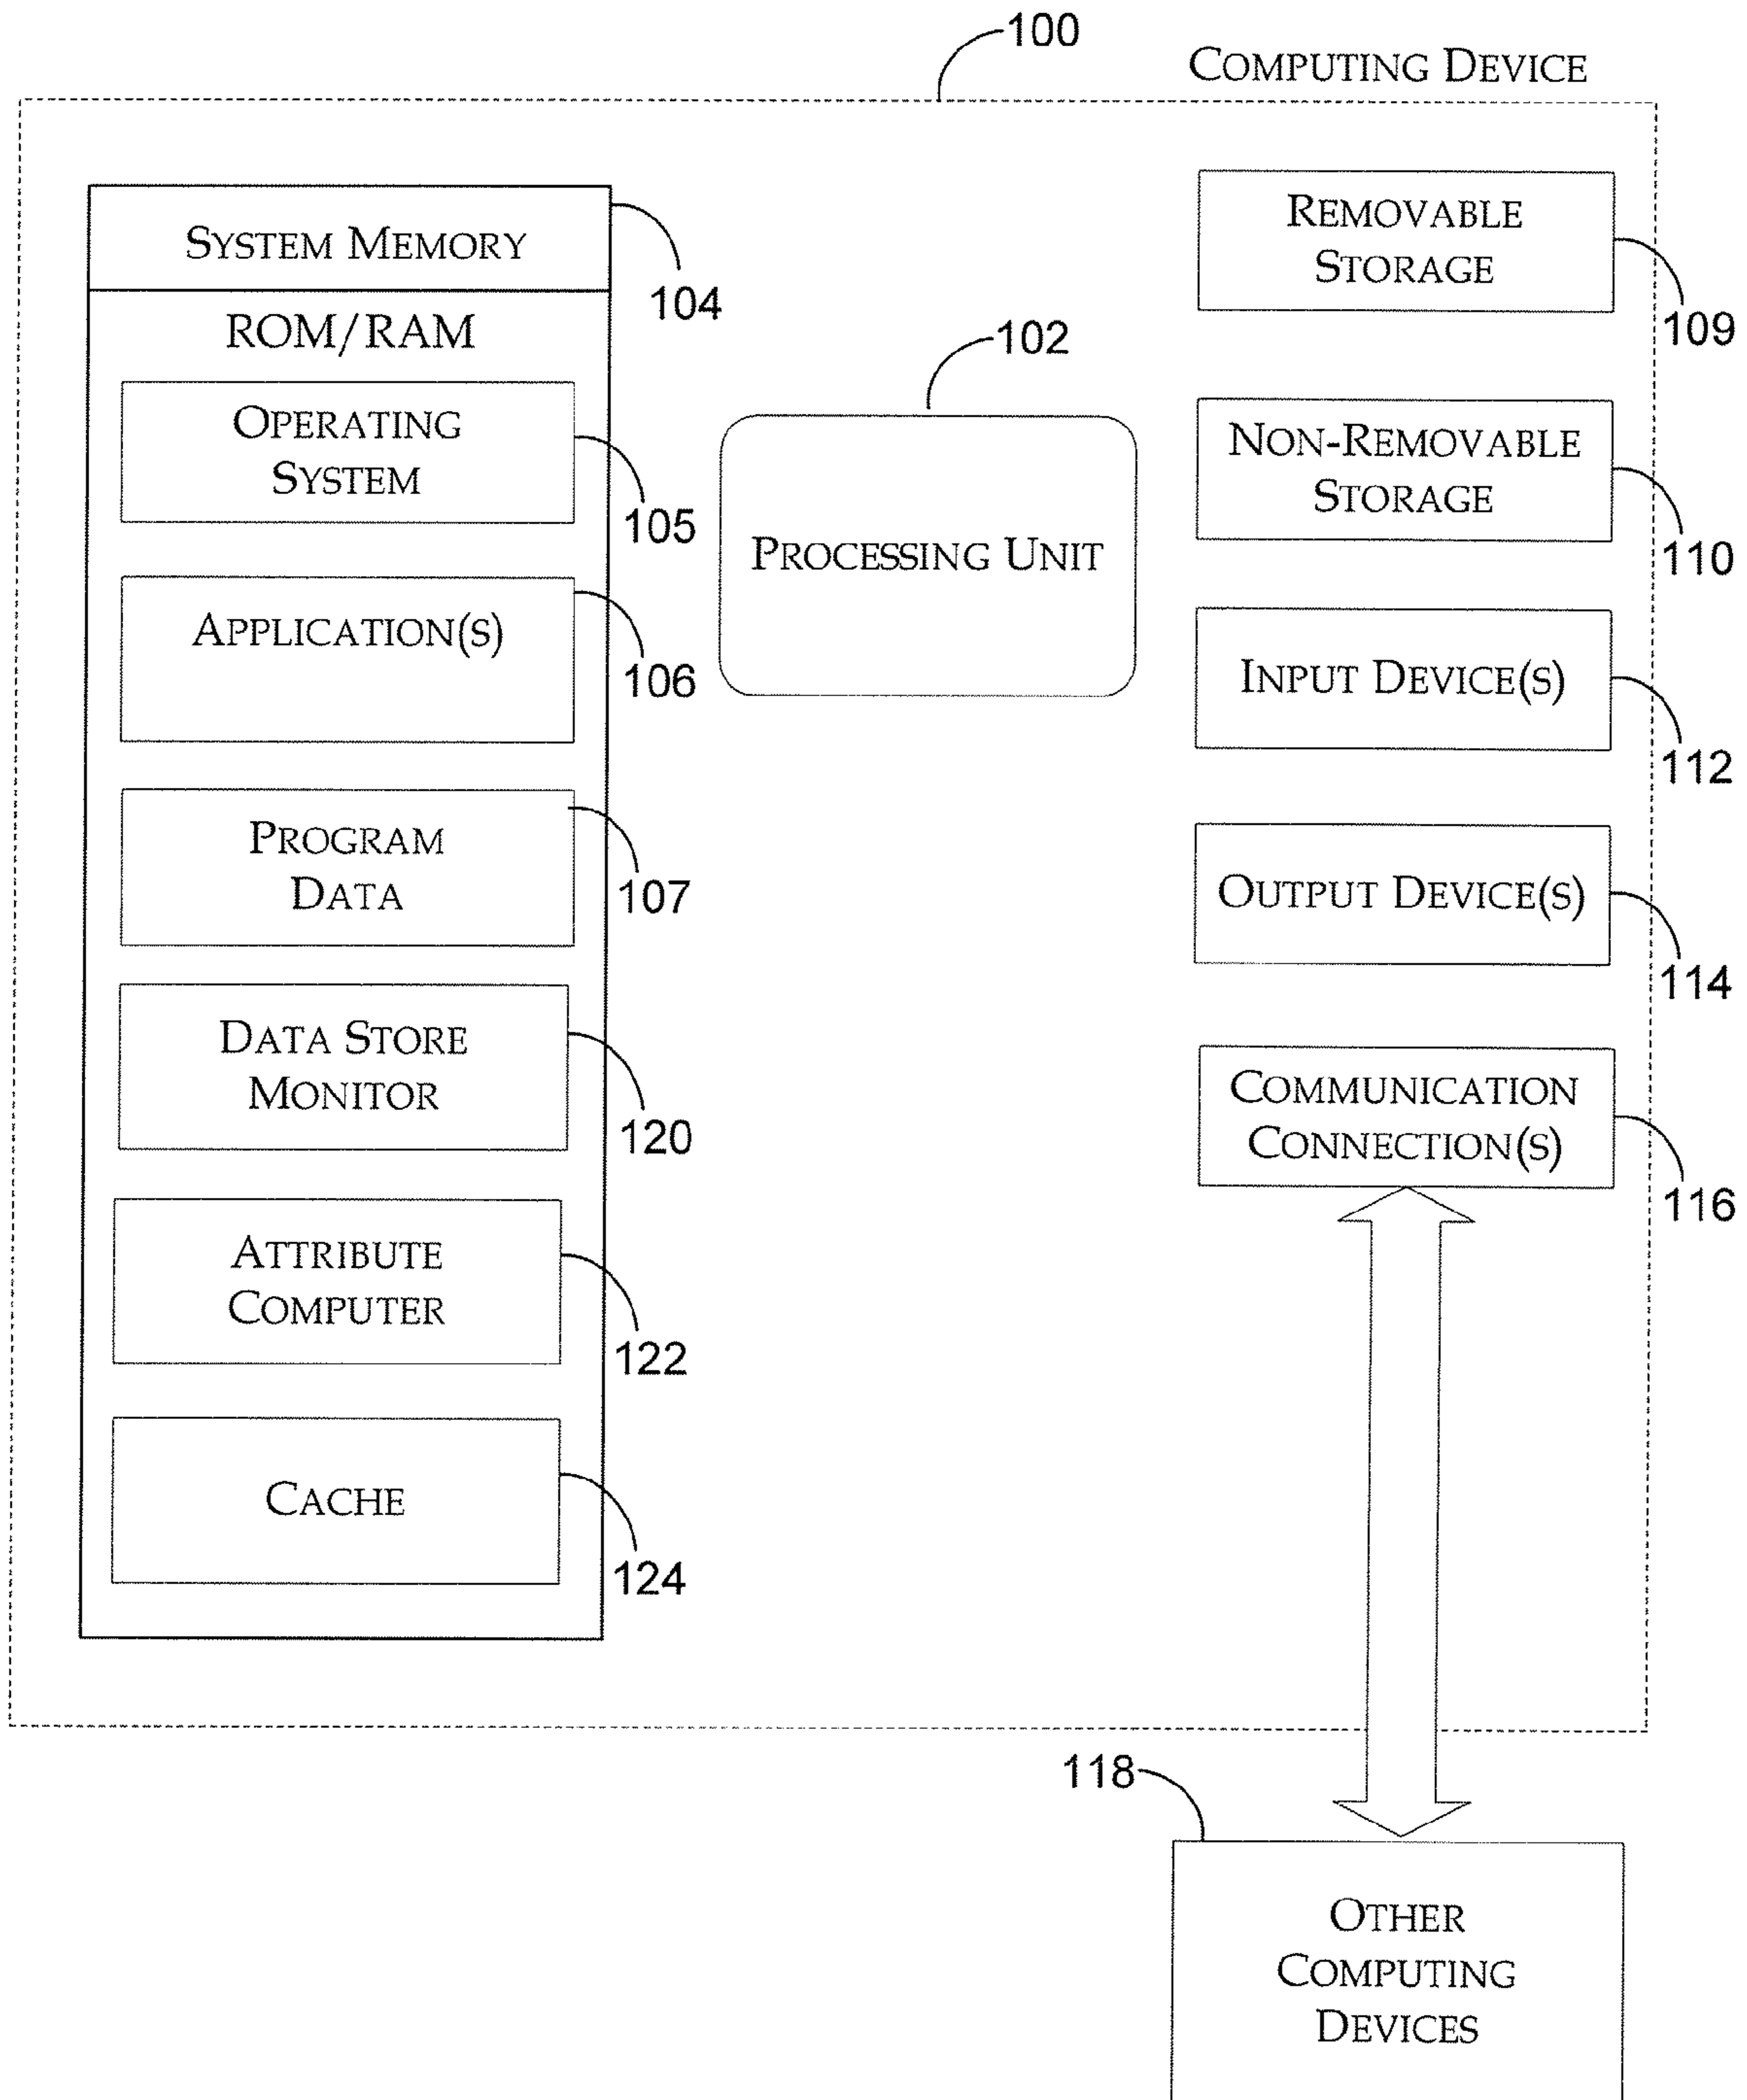 100
COMPUTING DEVICE
SYSTEM MEMORY
104
ROM/RAM
OPERATING
SYSTEM
105
APPLICATION(S)
106
PROGRAM
DATA
107
DATA STORE
MONITOR
120
ATTRIBUTE
COMPUTER
122
CACHE
124
102
PROCESSING UNIT
REMOVABLE
STORAGE
109
NON-REMOVABLE
STORAGE
110
INPUT DEVICE(S)
112
OUTPUT DEVICE(S)
114
COMMUNICATION
CONNECTION(S)
116
118
OTHER
COMPUTING
DEVICES